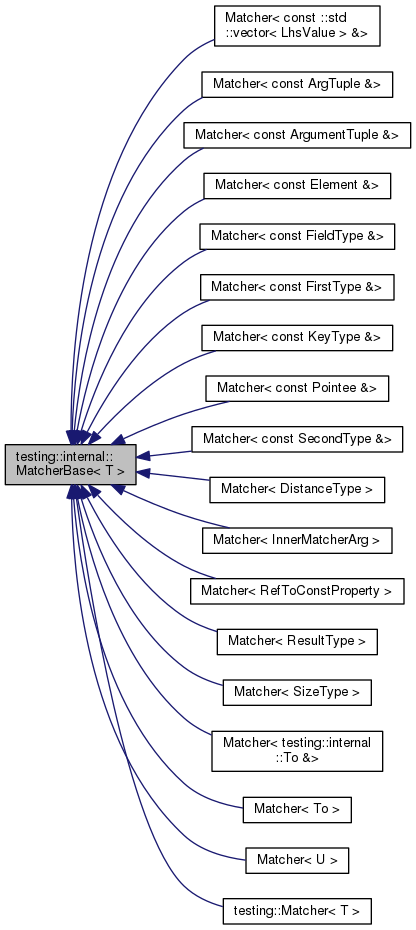 Matcher< const ::std
::vector< LhsValue > &>
Matcher< const ArgTuple &>
Matcher< const ArgumentTuple &>
Matcher< const Element &>
Matcher< const FieldType &>
Matcher< const FirstType &>
Matcher< const KeyType &>
Matcher< const Pointee &>
testing::internal::
MatcherBase< T >
Matcher< const SecondType &>
Matcher< DistanceType >
Matcher< InnerMatcherArg >
Matcher< RefToConstProperty >
Matcher< ResultType >
Matcher< SizeType >
Matcher< testing::internal
::To &>
Matcher< To >
Matcher< U >
testing::Matcher< T >